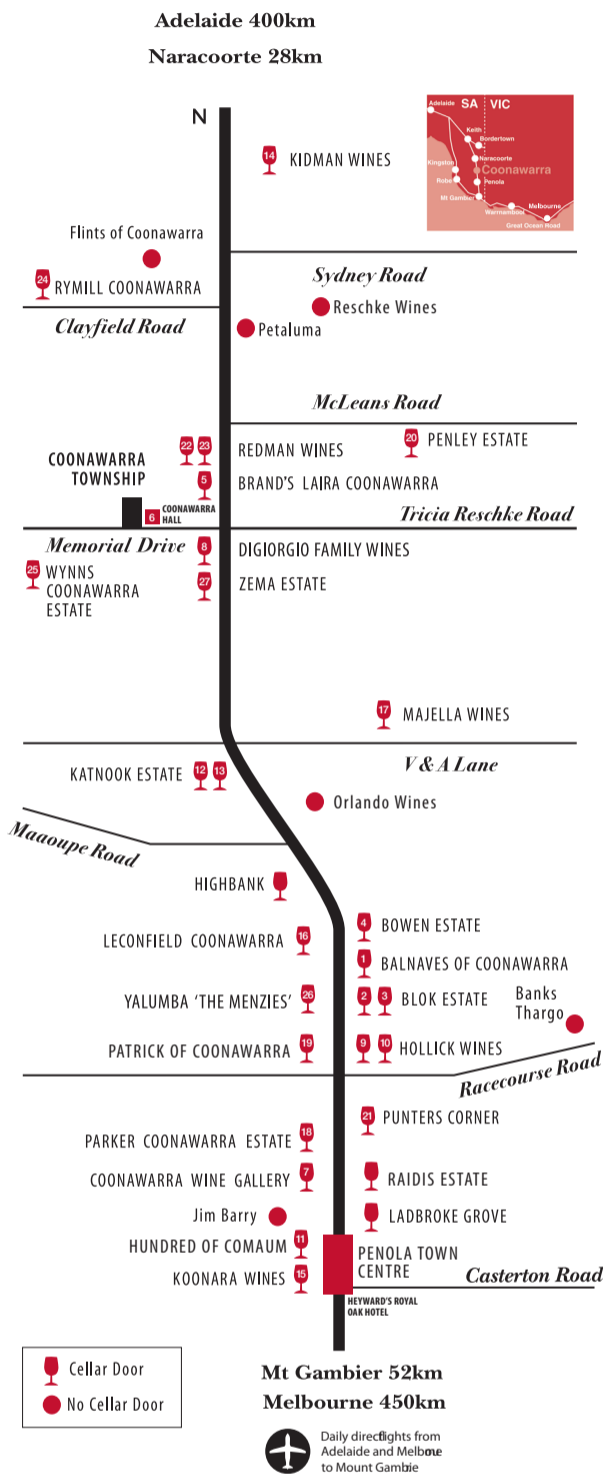 Adelaide 400km
Naracoorte 28km
N
SA VIC
Adelaide
Keith
Bordertown
Naracoorte
Kingston
Coonawarra
Robe
Penola
Mt Gambier
Melbourne
Warrnambool
Great Ocean Road
14 KIDMAN WINES
Flints of Coonawarra
24 RYMILL COONAWARRA
Sydney Road
Reschke Wines
Clayfield Road
Petaluma
McLeans Road
22 23 REDMAN WINES
20 PENLEY ESTATE
COONAWARRA
TOWNSHIP
5 BRAND'S LAIRA COONAWARRA
6 COONAWARRA
HALL
Tricia Reschke Road
Memorial Drive
8 DIGIORGIO FAMILY WINES
25 WYNNS
COONAWARRA
ESTATE
27 ZEMA ESTATE
17 MAJELLA WINES
V & A Lane
KATNOOK ESTATE 12 13
Orlando Wines
Maaoupe Road
HIGHBANK
4 BOWEN ESTATE
LECONFIELD COONAWARRA 16
1 BALNAVES OF COONAWARRA
YALUMBA 'THE MENZIES' 26
2 3 BLOK ESTATE
Banks
Thargo
PATRICK OF COONAWARRA 19
9 10 HOLLICK WINES
Racecourse Road
21 PUNTERS CORNER
PARKER COONAWARRA ESTATE 18
COONAWARRA WINE GALLERY 7
RAIDIS ESTATE
Jim Barry
LADBROKE GROVE
HUNDRED OF COMAUM 11
PENOLA TOWN
CENTRE
KOONARA WINES 15
Casterton Road
HEYWARD'S ROYAL
OAK HOTEL
Cellar Door
No Cellar Door
Mt Gambier 52km
Melbourne 450km
Daily direct flights from
Adelaide and Melbourne
to Mount Gambie